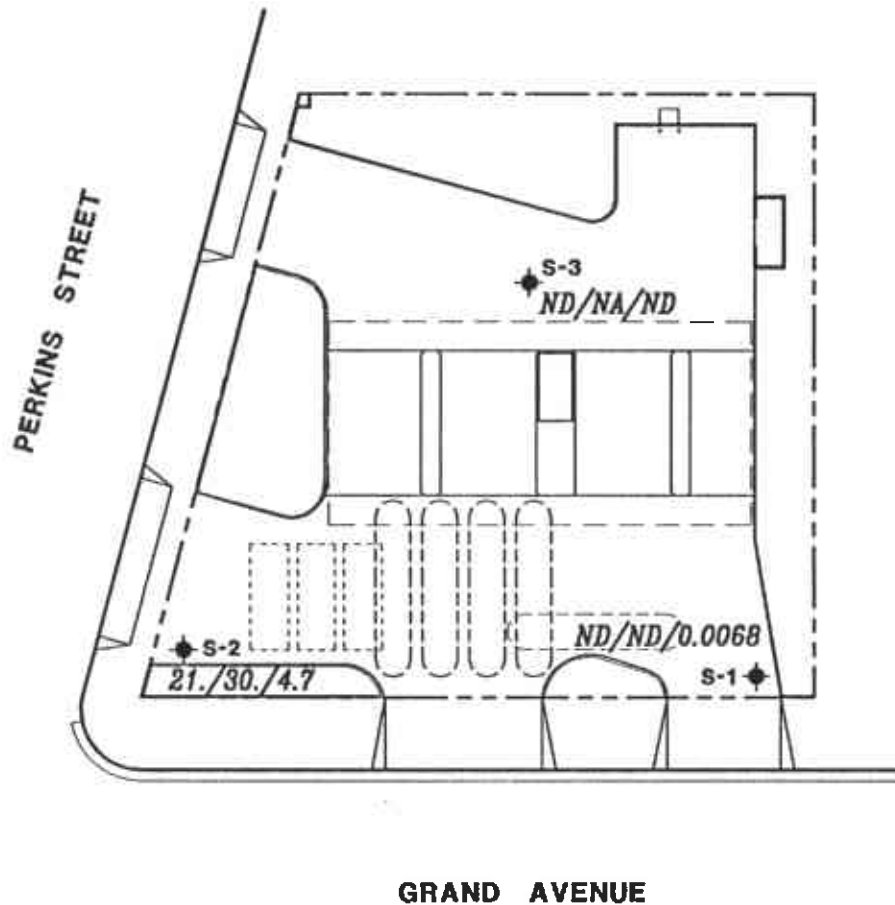 PERKINS STREET
S-3
ND/NA/ND
ND/ND/0.0068
S-2
S-1
21./30./4.7
GRAND AVENUE